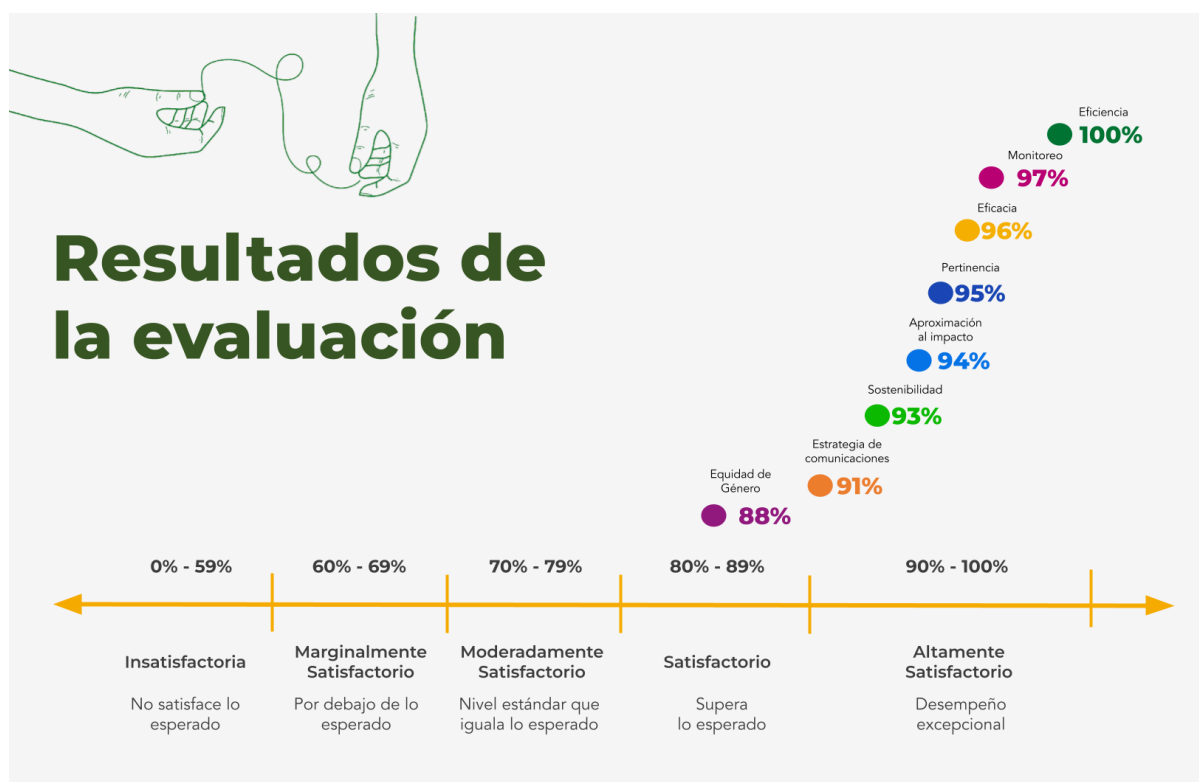 Resultados de
la evaluación
Eficiencia
100%
Monitoreo
97%
Eficacia
96%
Pertinencia
95%
Aproximación
al impacto
94%
Sostenibilidad
93%
Estrategia de
comunicaciones
91%
Equidad de
Género
88%
0% - 59%
60% - 69%
70% - 79%
80% - 89%
90% - 100%
Insatisfactoria
No satisface lo
esperado
Marginalmente
Satisfactorio
Por debajo de lo
esperado
Moderadamente
Satisfactorio
Nivel estándar que
iguala lo esperado
Satisfactorio
Supera
lo esperado
Altamente
Satisfactorio
Desempeño
excepcional